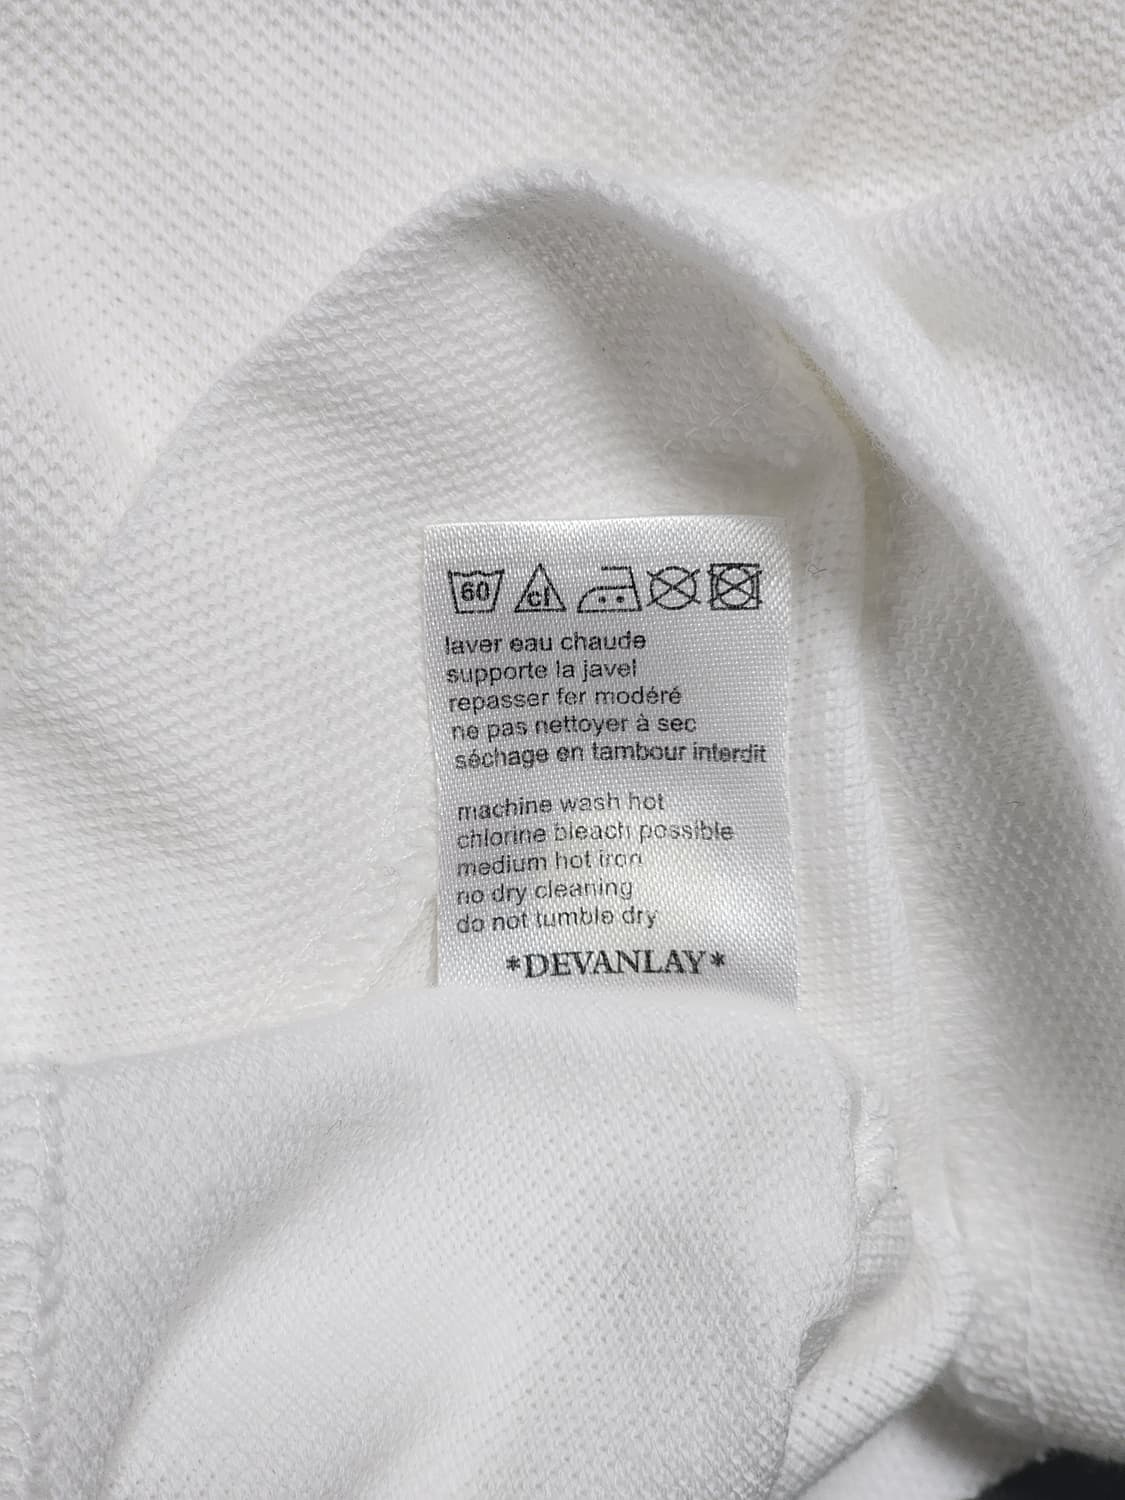 60 cl
laver eau chaude
supporte la javel
repasser fer modéré
ne pas nettoyer à sec
séchage en tambour interdit
machine wash hot
chlorine bleach possible
medium hot iron
no dry cleaning
do not tumble dry
*DEVANLAY*